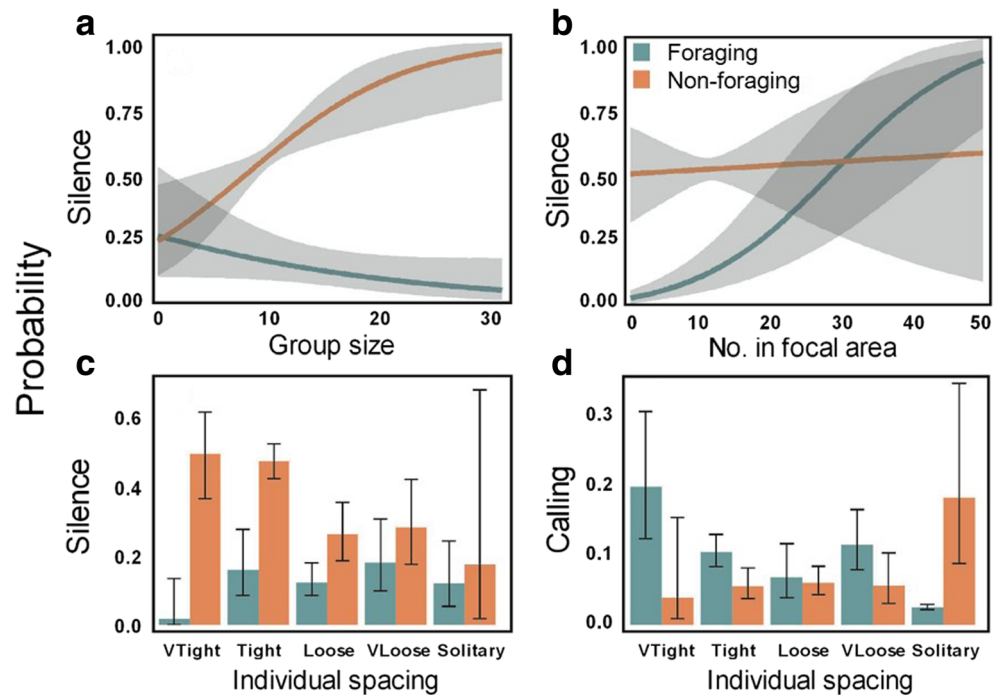 Probability
a
Silence
1.00
0.75
0.50
0.25
0.00
0
10
20
30
Group size
b
Silence
1.00
0.75
0.50
0.25
0.00
Foraging
Non-foraging
0
10
20
30
40
50
No. in focal area
c
Silence
0.6
0.4
0.2
0.0
VTight Tight Loose VLoose Solitary
Individual spacing
d
Calling
0.3
0.2
0.1
0.0
VTight Tight Loose VLoose Solitary
Individual spacing